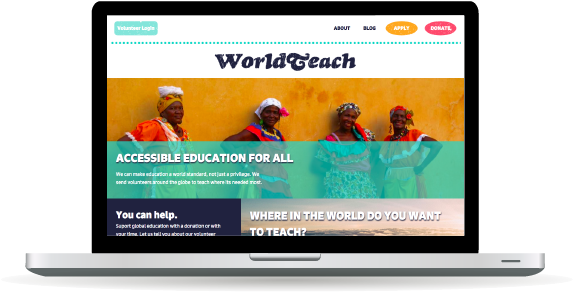 Volunteer Login
ABOUT
BLOG
APPLY
DONATE
WorldTeach
ACCESSIBLE EDUCATION FOR ALL
We can make education a world standard, not just a privilege. We
send volunteers around the globe to teach where its needed most.
You can help.
Suport global education with a donation or with
your time. Let us tell you about our volunteer
WHERE IN THE WORLD DO YOU WANT
TO TEACH?